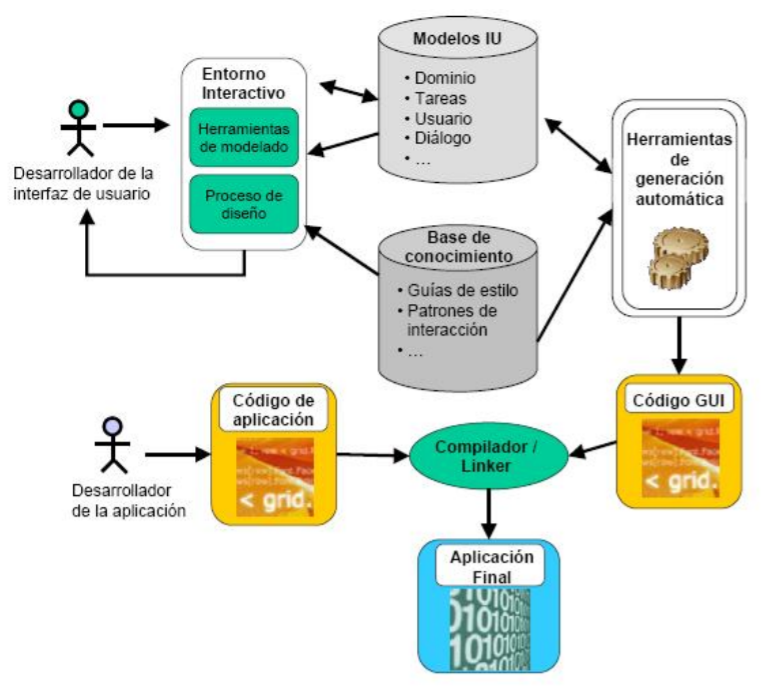 Modelos IU
• Dominio
• Tareas
• Usuario
• Diálogo
• ...
Entorno
Interactivo
Herramientas
de modelado
Proceso de
diseño
Desarrollador de la
interfaz de usuario
Herramientas
de
generación
automática
Base de
conocimiento
• Guías de estilo
• Patrones de
interacción
• ...
Código de
aplicación
< grid.
Código GUI
< grid.
Compilador /
Linker
Desarrollador
de la aplicación
Aplicación
Final